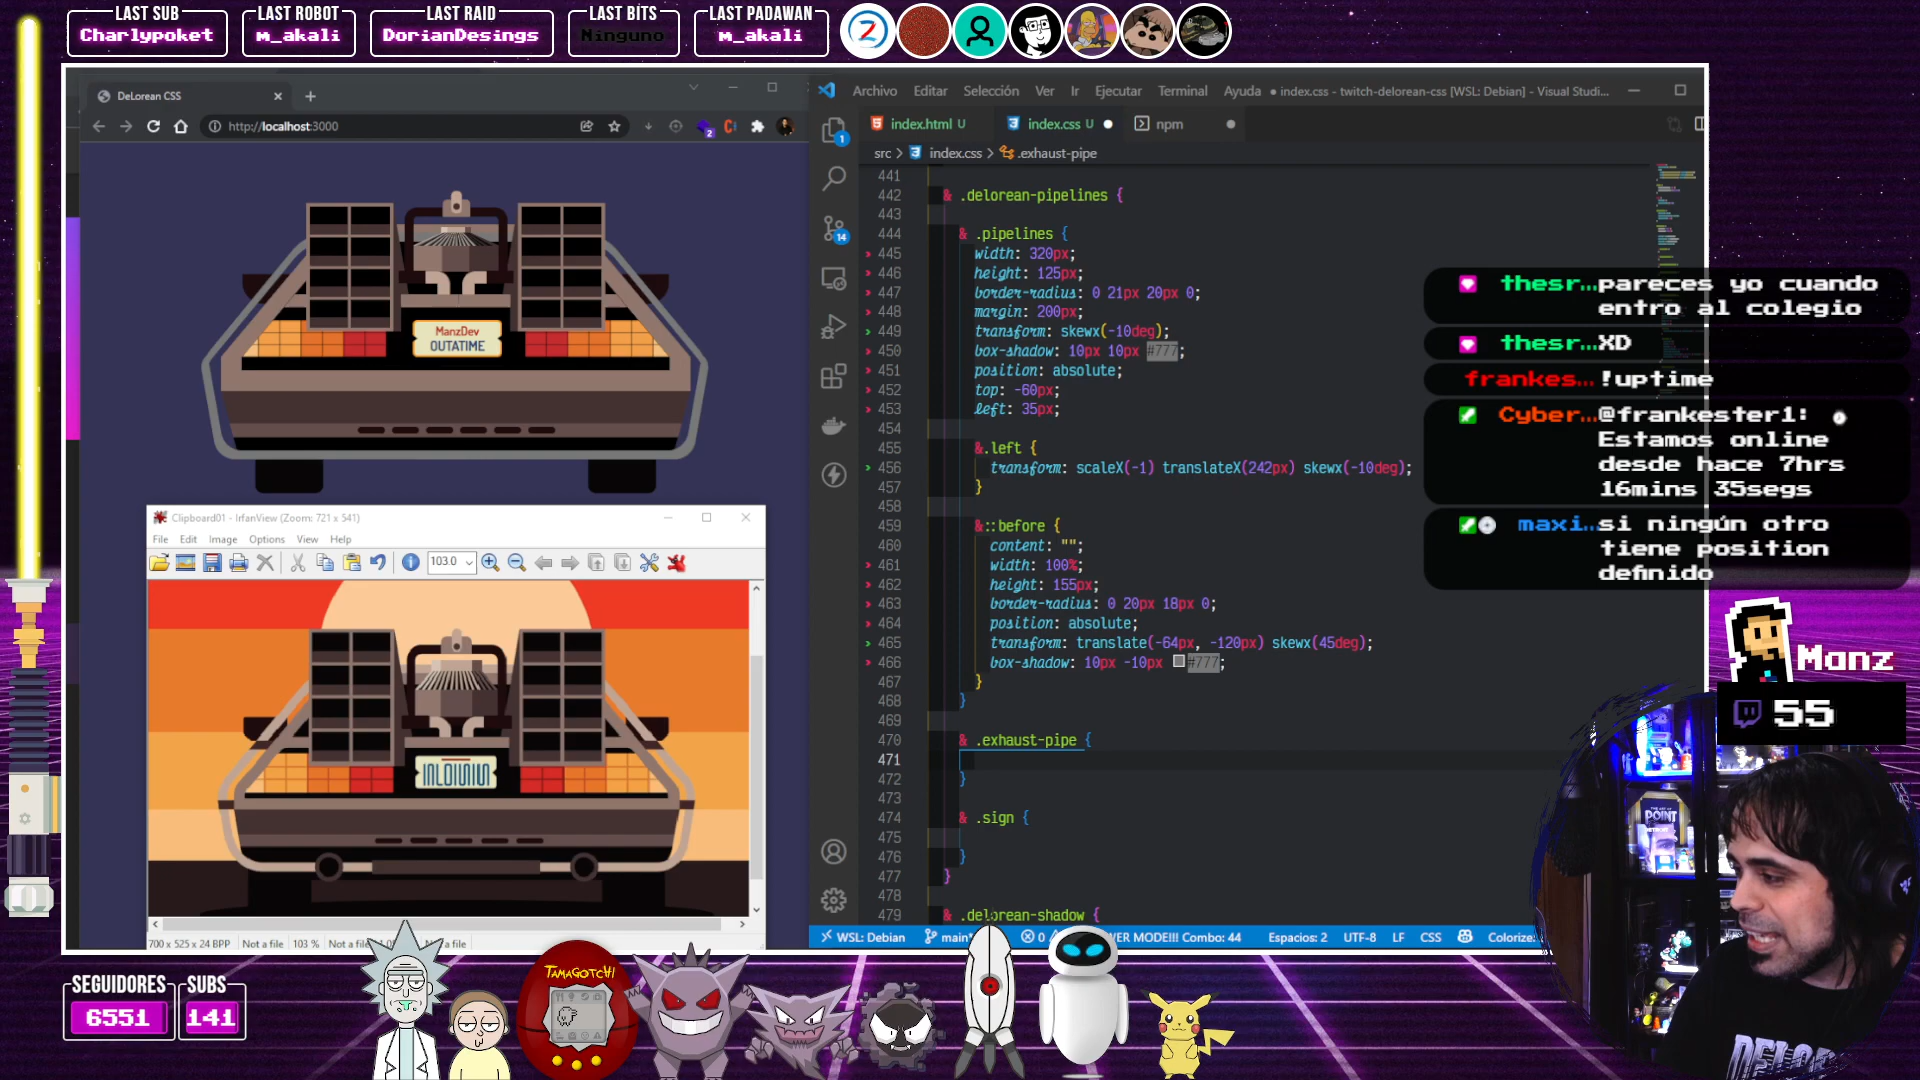 LAST SUB
Charlypoket
LAST ROBOT
m_akali
LAST RAID
DorianDesings
LAST BITS
Ninguno
LAST PADAWAN
m_akali
DeLorean CSS
http://localhost:3000
ManzDev
OUTATIME
Clipboard01 - IrfanView (Zoom: 721 x 541)
File Edit Image Options View Help
103.0
700 x 525 x 24 BPP Not a file 103 % Not a file Not a file
Archivo Editar Selección Ver Ir Ejecutar Terminal Ayuda
● index.css - twitch-delorean-css [WSL: Debian] - Visual Studi...
index.html U
index.css U ●
npm ●
src > index.css > .exhaust-pipe
1
14
441
442 & .delorean-pipelines {
443
444 & .pipelines {
445 width: 320px;
446 height: 125px;
447 border-radius: 0 21px 20px 0;
448 margin: 200px;
449 transform: skewx(-10deg);
450 box-shadow: 10px 10px #777;
451 position: absolute;
452 top: -60px;
453 left: 35px;
454
455 &.left {
456 transform: scaleX(-1) translateX(242px) skewx(-10deg);
457 }
458
459 &::before {
460 content: "";
461 width: 100%;
462 height: 155px;
463 border-radius: 0 20px 18px 0;
464 position: absolute;
465 transform: translate(-64px, -120px) skewx(45deg);
466 box-shadow: 10px -10px #777;
467 }
468 }
469
470 & .exhaust-pipe {
471
472 }
473
474 & .sign {
475
476 }
477 }
478
479 & .delorean-shadow {
WSL: Debian main* 0 WER MODE!!! Combo: 44 Espacios: 2 UTF-8 LF CSS Colorize:
thesr... pareces yo cuando
entro al colegio
thesr... XD
frankes... !uptime
Cyber... @frankester1:
Estamos online
desde hace 7hrs
16mins 35segs
maxi... si ningún otro
tiene position
definido
Manz
55
SEGUIDORES
6551
SUBS
141
TAMAGOTCHI
POINT